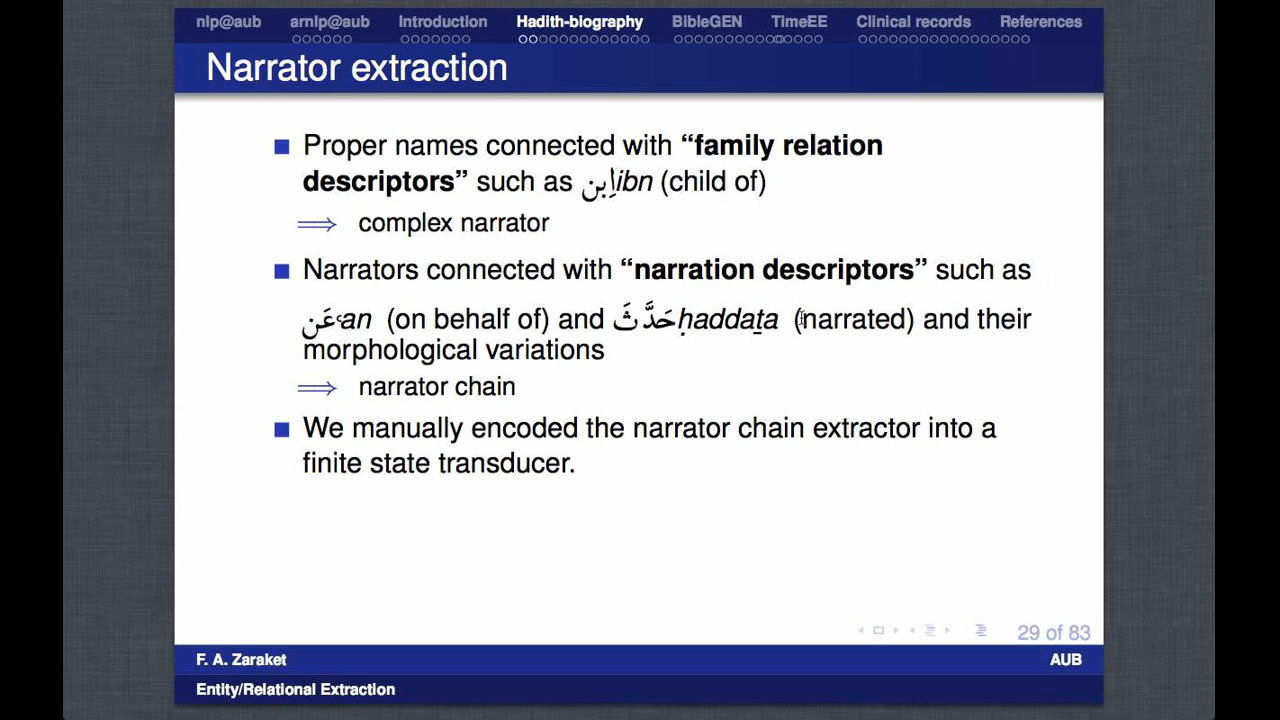 nlp@aub arnlp@aub Introduction Hadith-biography BibleGEN TimeEE Clinical records References
Narrator extraction
Proper names connected with “family relation
descriptors” such as اِبن ibn (child of)
⟹ complex narrator
Narrators connected with “narration descriptors” such as
عَن ʿan (on behalf of) and حَدَّثَ ḥaddaṯa (narrated) and their
morphological variations
⟹ narrator chain
We manually encoded the narrator chain extractor into a
finite state transducer.
29 of 83
F. A. Zaraket AUB
Entity/Relational Extraction